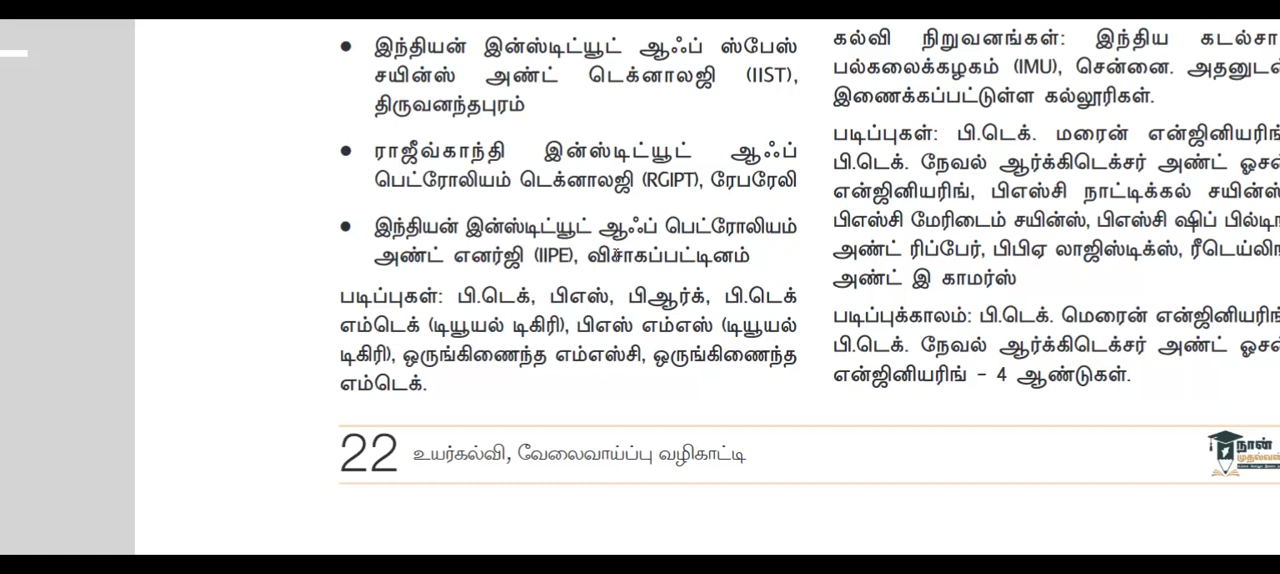 ● இந்தியன் இன்ஸ்டிட்யூட் ஆஃப் ஸ்பேஸ்
சயின்ஸ் அண்ட் டெக்னாலஜி (IIST),
திருவனந்தபுரம்
● ராஜீவ்காந்தி இன்ஸ்டிட்யூட் ஆஃப்
பெட்ரோலியம் டெக்னாலஜி (RGIPT), ரேபரேலி
● இந்தியன் இன்ஸ்டிட்யூட் ஆஃப் பெட்ரோலியம்
அண்ட் எனர்ஜி (IIPE), விசாகப்பட்டினம்
படிப்புகள்: பி.டெக், பிஎஸ், பிஆர்க், பி.டெக்
எம்டெக் (டியூயல் டிகிரி), பிஎஸ் எம்எஸ் (டியூயல்
டிகிரி), ஒருங்கிணைந்த எம்எஸ்சி, ஒருங்கிணைந்த
எம்டெக்.
கல்வி நிறுவனங்கள்: இந்திய
பல்கலைக்கழகம் (IMU), சென்னை.
இணைக்கப்பட்டுள்ள கல்லூரிகள்.
படிப்புகள்: பி.டெக். மரைன்
பி.டெக். நேவல் ஆர்க்கிடெக்சர் அண்ட்
என்ஜினியரிங், பிஎஸ்சி நாட்டிக்கல் சயின்ஸ்
பிஎஸ்சி மேரிடைம் சயின்ஸ், பிஎஸ்சி ஷிப்
அண்ட் ரிப்பேர், பிபிஏ லாஜிஸ்டிக்ஸ்,
அண்ட் இ காமர்ஸ்
படிப்புக்காலம்: பி.டெக். மெரைன்
பி.டெக். நேவல் ஆர்க்கிடெக்சர் அண்ட்
என்ஜினியரிங் – 4 ஆண்டுகள்.
22 உயர்கல்வி, வேலைவாய்ப்பு வழிகாட்டி
நான்